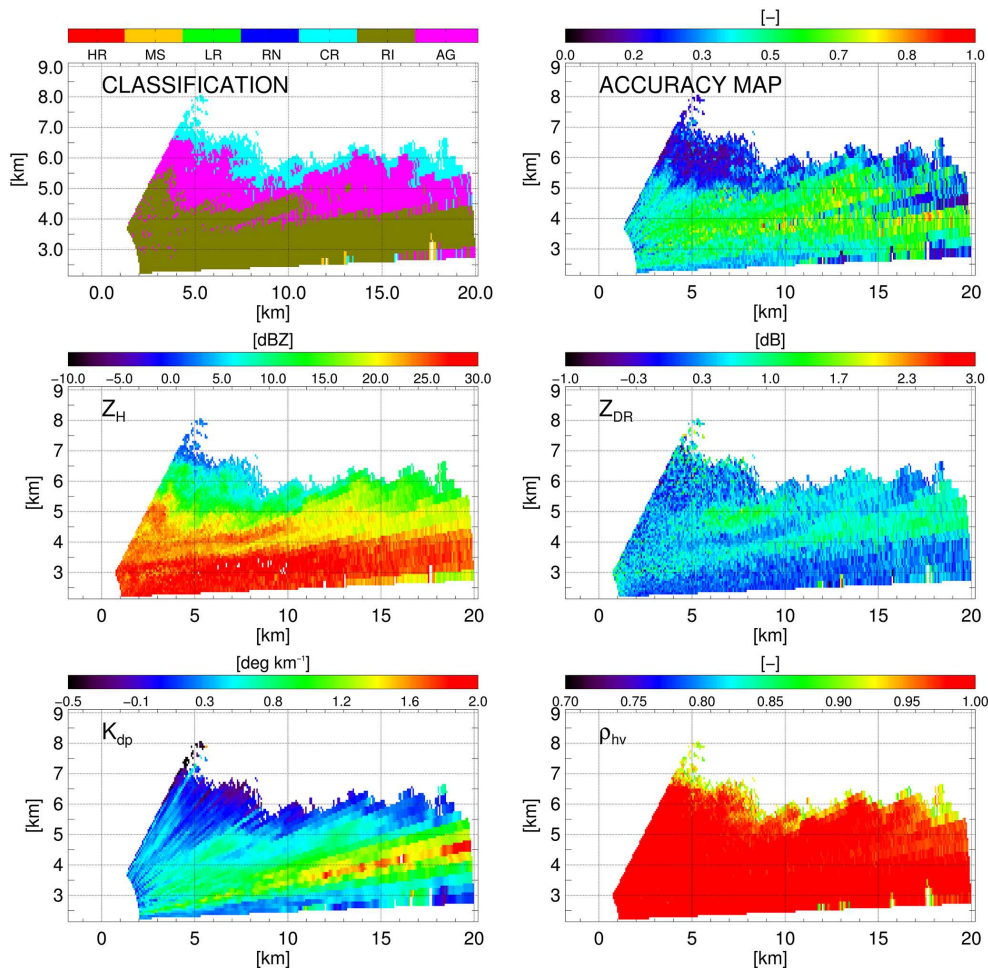 [–]
HR MS LR RN CR RI AG
0.0 0.2 0.3 0.5 0.7 0.8 1.0
CLASSIFICATION
ACCURACY MAP
9.0
8.0
7.0
6.0
5.0
4.0
3.0
[km]
0.0 5.0 10.0 15.0 20.0
[km]
9
8
7
6
5
4
3
[km]
0 5 10 15 20
[km]
[dBZ]
−10.0 −5.0 0.0 5.0 10.0 15.0 20.0 25.0 30.0
Z_H
9
8
7
6
5
4
3
[km]
0 5 10 15 20
[km]
[dB]
−1.0 −0.3 0.3 1.0 1.7 2.3 3.0
Z_DR
9
8
7
6
5
4
3
[km]
0 5 10 15 20
[km]
[deg km⁻¹]
−0.5 −0.1 0.3 0.8 1.2 1.6 2.0
K_dp
9
8
7
6
5
4
3
[km]
0 5 10 15 20
[km]
[–]
0.70 0.75 0.80 0.85 0.90 0.95 1.00
ρ_hv
9
8
7
6
5
4
3
[km]
0 5 10 15 20
[km]